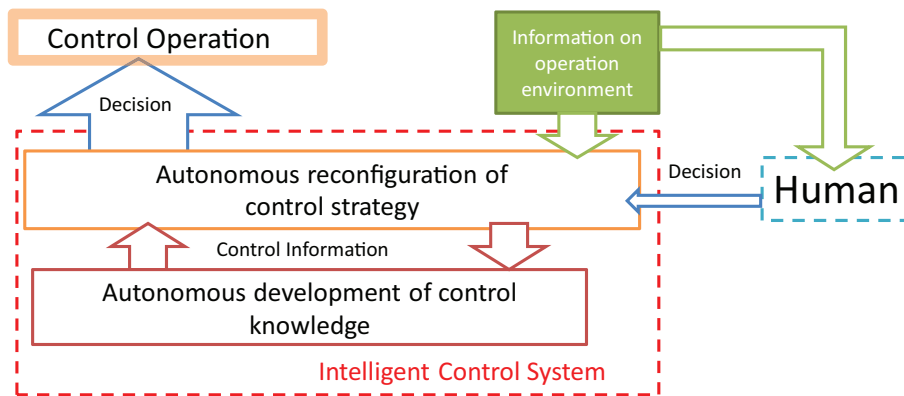 Control Operation
Information on
operation
environment
Decision
Autonomous reconfiguration of
control strategy
Decision
Human
Control Information
Autonomous development of control
knowledge
Intelligent Control System